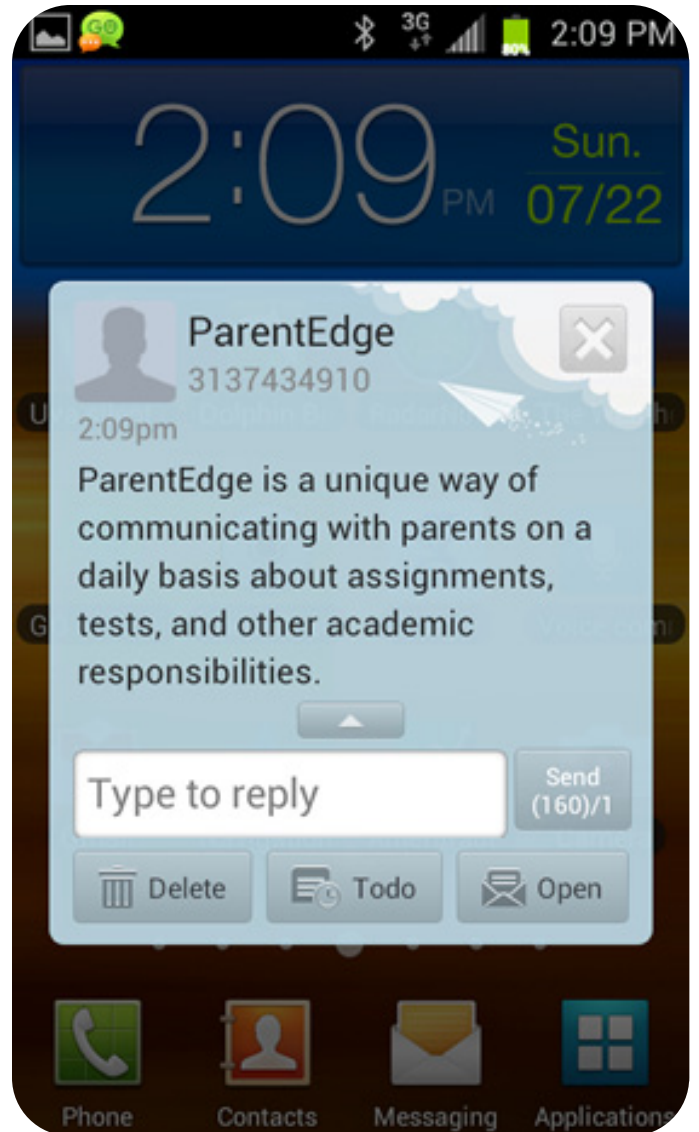 GO
3G
80%
2:09 PM
2:09 PM
Sun.
07/22
ParentEdge
3137434910
2:09pm
ParentEdge is a unique way of
communicating with parents on a
daily basis about assignments,
tests, and other academic
responsibilities.
Type to reply
Send
(160)/1
Delete
Todo
Open
Phone
Contacts
Messaging
Applications